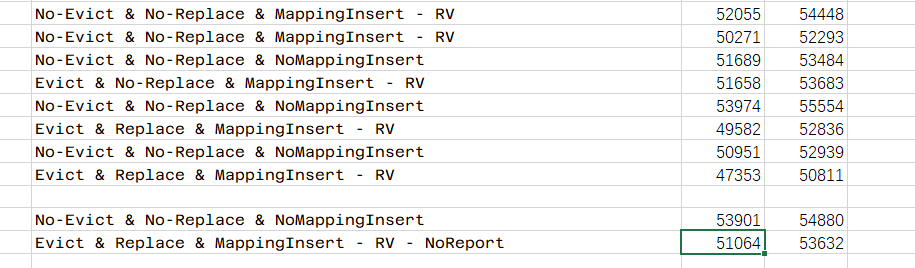 No-Evict & No-Replace & MappingInsert - RV 52055 54448
No-Evict & No-Replace & MappingInsert - RV 50271 52293
No-Evict & No-Replace & NoMappingInsert 51689 53484
Evict & No-Replace & MappingInsert - RV 51658 53683
No-Evict & No-Replace & NoMappingInsert 53974 55554
Evict & Replace & MappingInsert - RV 49582 52836
No-Evict & No-Replace & NoMappingInsert 50951 52939
Evict & Replace & MappingInsert - RV 47353 50811
No-Evict & No-Replace & NoMappingInsert 53901 54880
Evict & Replace & MappingInsert - RV - NoReport 51064 53632